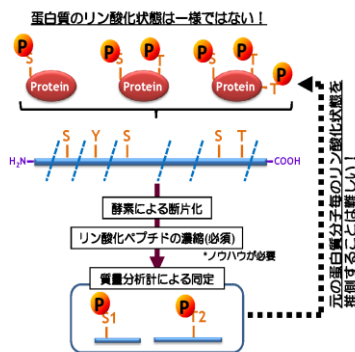 蛋白質のリン酸化状態は一様ではない！
P P P P P P
S S T S T T
Protein Protein Protein
S Y S S T
H₂N COOH
酵素による断片化
リン酸化ペプチドの濃縮(必須)
*ノウハウが必要
質量分析計による同定
P P
S1 T2
元の蛋白質分子毎のリン酸化状態を
推測することは難しい！